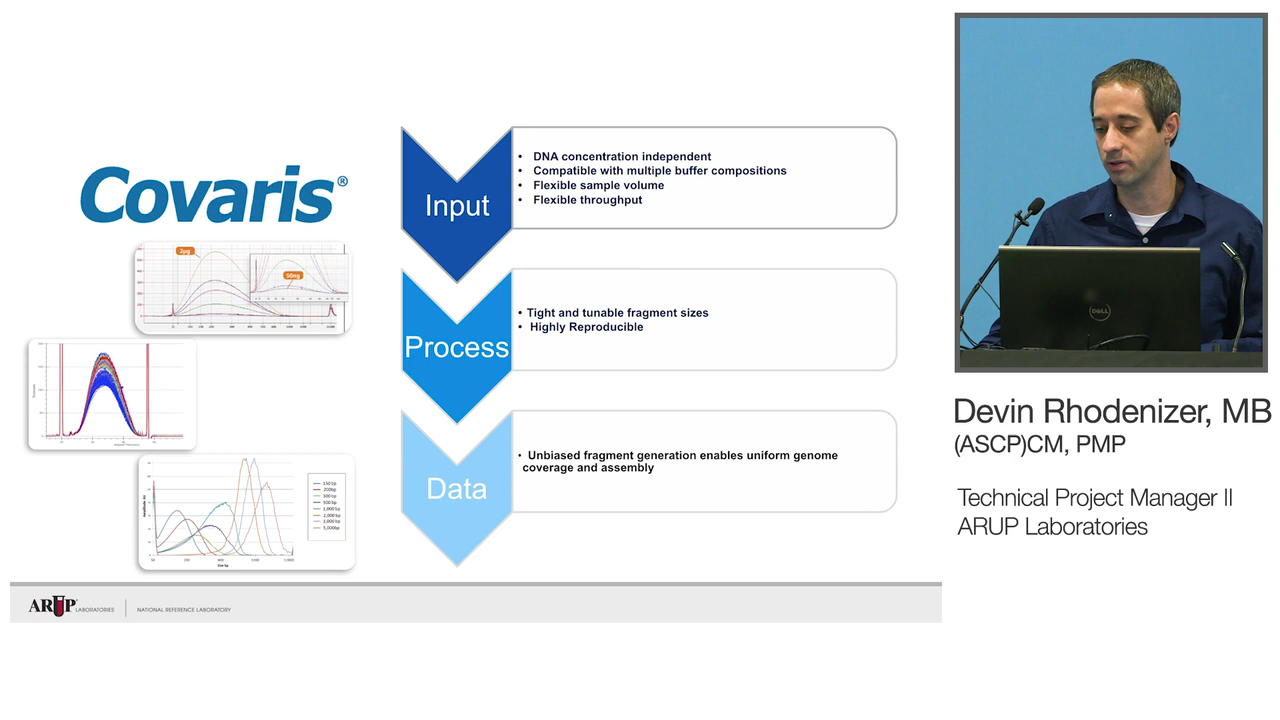 Covaris®
2µg
50ng
150 bp
200bp
300 bp
500 bp
1,000 bp
2,000 bp
3,000 bp
5,000bp
Size bp
Input
• DNA concentration independent
• Compatible with multiple buffer compositions
• Flexible sample volume
• Flexible throughput
Process
• Tight and tunable fragment sizes
• Highly Reproducible
Data
• Unbiased fragment generation enables uniform genome
coverage and assembly
ARUP LABORATORIES | NATIONAL REFERENCE LABORATORY
DELL
Devin Rhodenizer, MB
(ASCP)CM, PMP
Technical Project Manager II
ARUP Laboratories